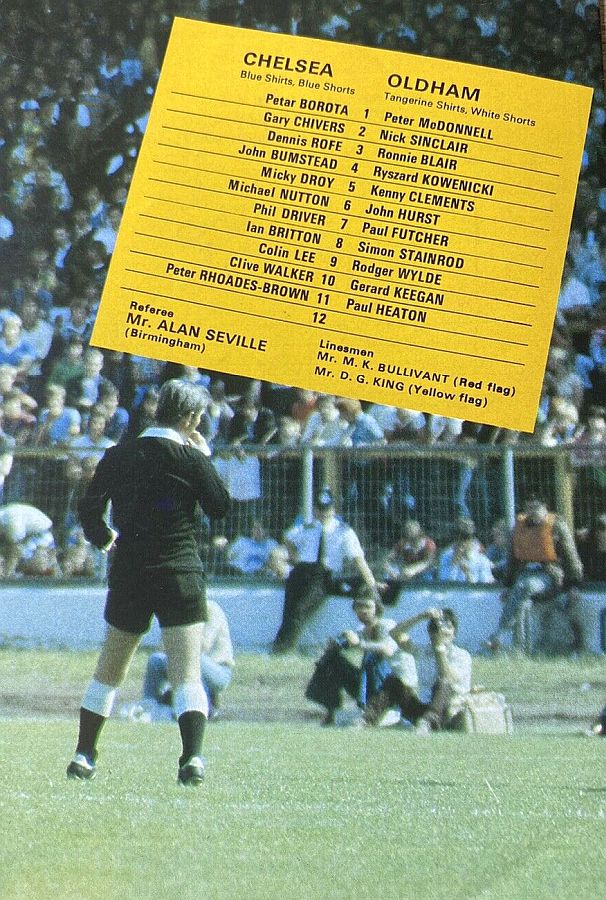 CHELSEA
Blue Shirts, Blue Shorts
OLDHAM
Tangerine Shirts, White Shorts
Petar BOROTA 1 Peter McDONNELL
Gary CHIVERS 2 Nick SINCLAIR
Dennis ROFE 3 Ronnie BLAIR
John BUMSTEAD 4 Ryszard KOWENICKI
Micky DROY 5 Kenny CLEMENTS
Michael NUTTON 6 John HURST
Phil DRIVER 7 Paul FUTCHER
Ian BRITTON 8 Simon STAINROD
Colin LEE 9 Rodger WYLDE
Clive WALKER 10 Gerard KEEGAN
Peter RHOADES-BROWN 11 Paul HEATON
12
Referee
Mr. ALAN SEVILLE
(Birmingham)
Linesmen
Mr. M. K. BULLIVANT (Red flag)
Mr. D. G. KING (Yellow flag)